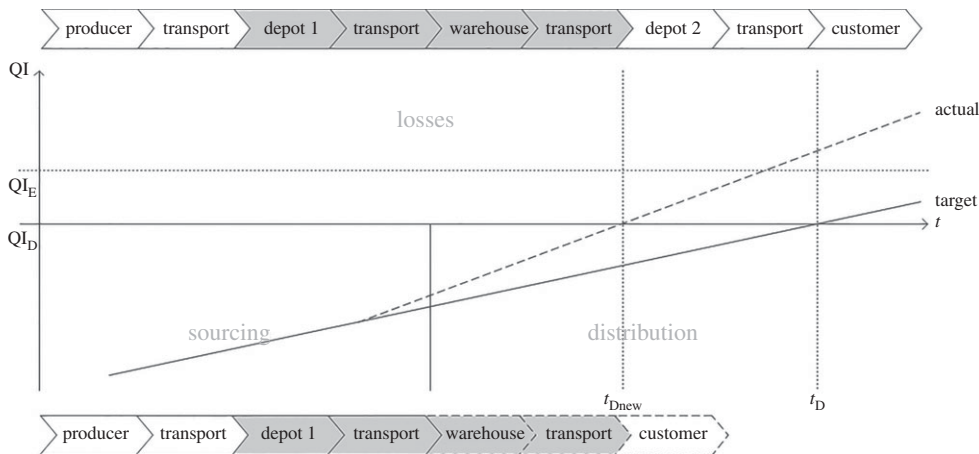 producer transport depot 1 transport warehouse transport depot 2 transport customer
QI
losses
actual
QI_E
target
t
QI_D
sourcing
distribution
t_Dnew
t_D
producer transport depot 1 transport warehouse transport customer